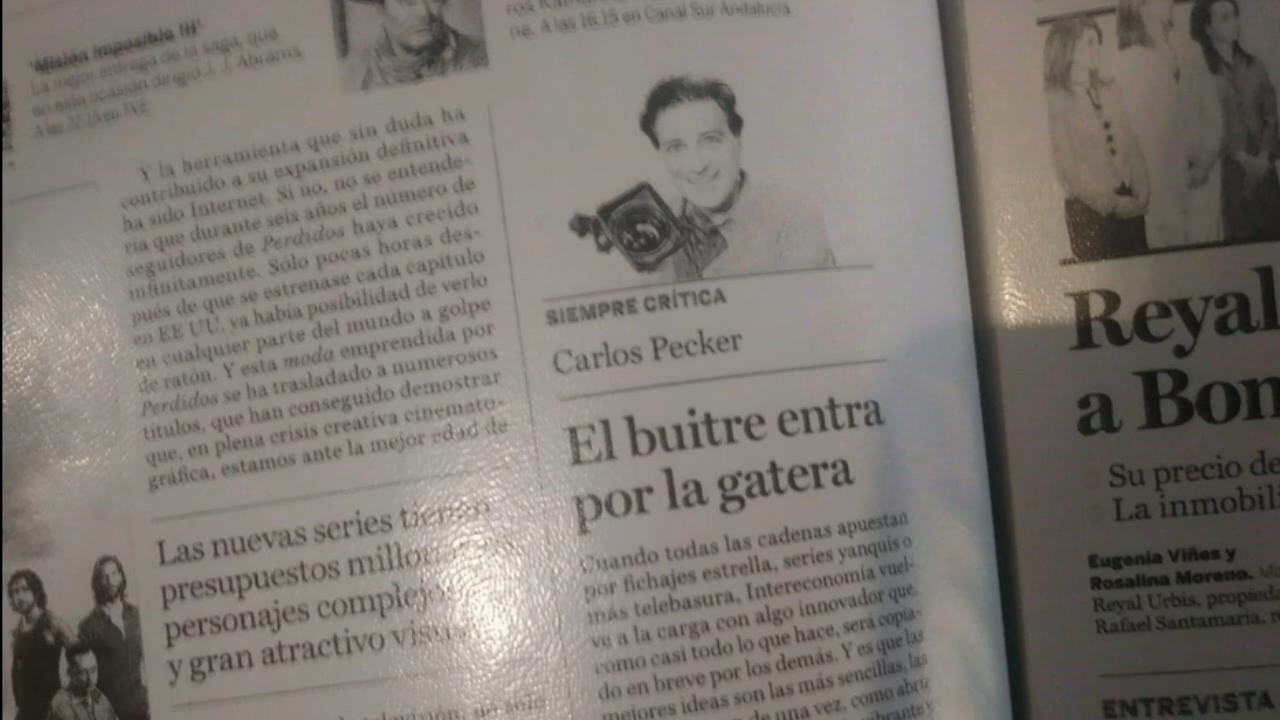 'Misión imposible III'
La mejor entrega de la saga, que
en esta ocasión dirigió J. J. Abrams.
A las 22.15 en TVE
ne. A las 16.15 en Canal Sur Andalucía.
Y la herramienta que sin duda ha
contribuido a su expansión definitiva
ha sido Internet. Si no, no se entende-
ría que durante seis años el número de
seguidores de Perdidos haya crecido
infinitamente. Sólo pocas horas des-
pués de que se estrenase cada capítulo
en EE UU, ya había posibilidad de verlo
en cualquier parte del mundo a golpe
de ratón. Y esta moda emprendida por
Perdidos se ha trasladado a numerosos
títulos, que han conseguido demostrar
que, en plena crisis creativa cinemato-
gráfica, estamos ante la mejor edad de
Las nuevas series tienen
presupuestos
personajes complejos
y gran atractivo
SIEMPRE CRÍTICA
Carlos Pecker
El buitre entra
por la gatera
Cuando todas las cadenas apuestan
por fichajes estrella, series yanquis o
más telebasura, Intereconomía vuel-
ve a la carga con algo innovador que,
como casi todo lo que hace, será copia-
do en breve por los demás. Y es que las
mejores ideas son las más sencillas, las
de una vez, como
Reyal
a Bon
Su precio de
La inmobil
Eugenia Viñes y
Rosalina Moreno.
Reyal Urbis, propieda
Rafael Santamaría, r
ENTREVISTA